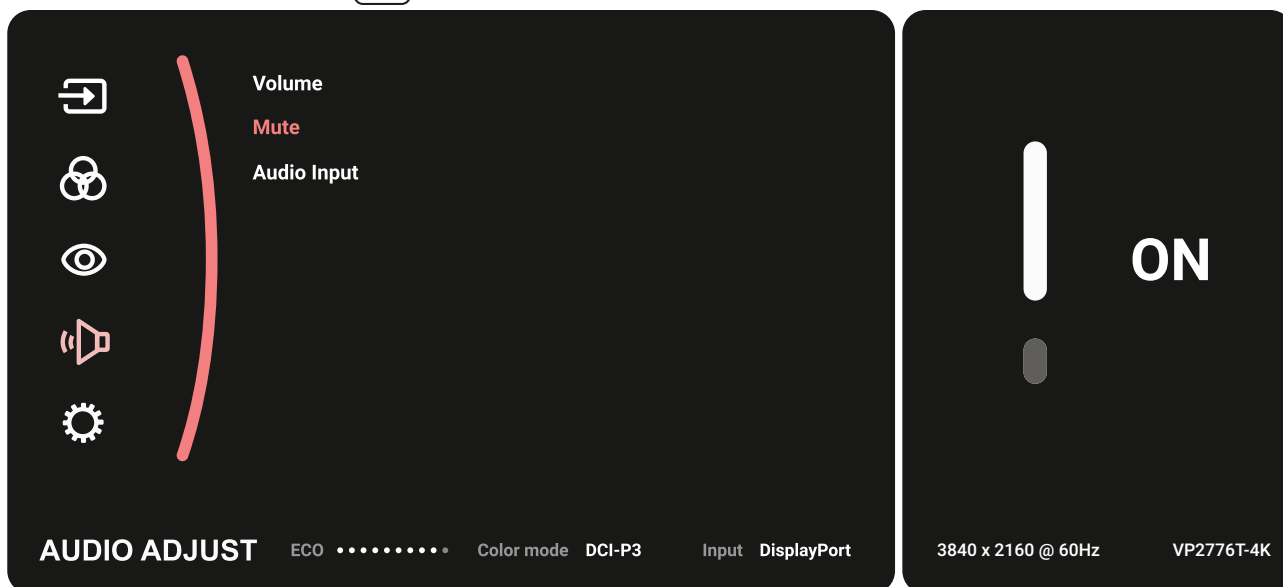 Volume
Mute
Audio Input
ON
AUDIO ADJUST ECO Color mode DCI-P3 Input DisplayPort 3840 x 2160 @ 60Hz VP2776T-4K